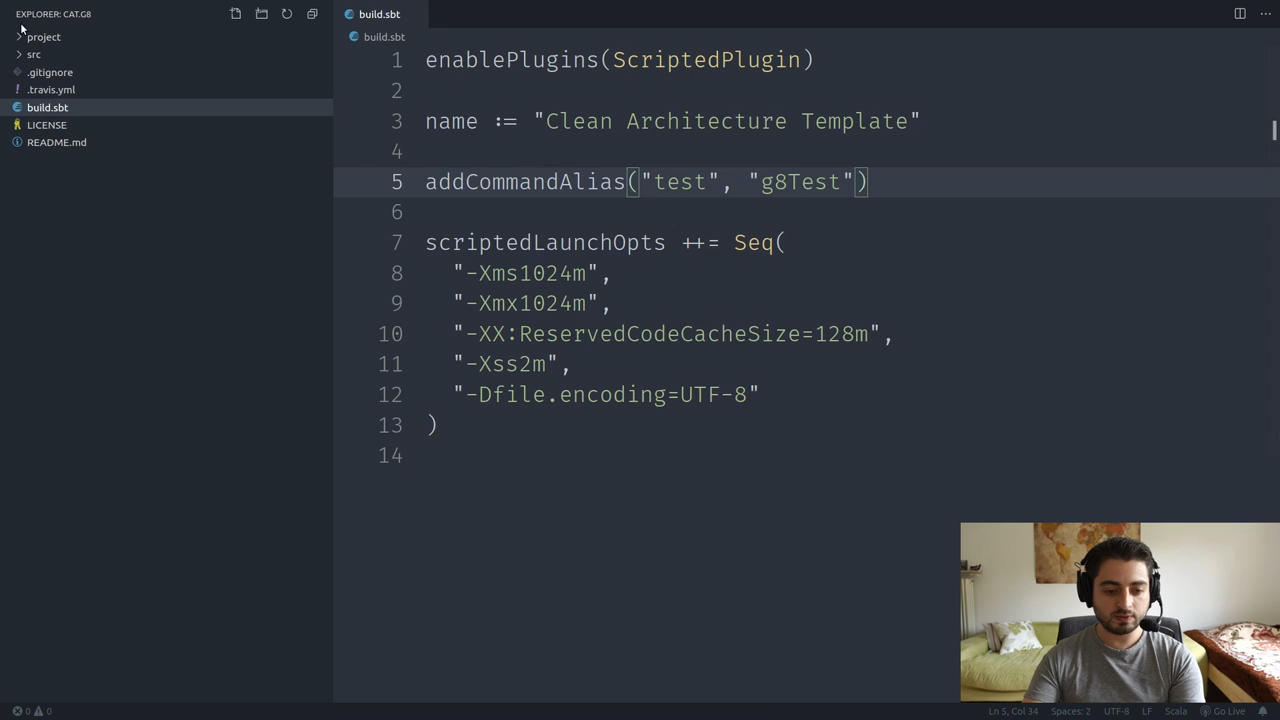 EXPLORER: CAT.G8
project
src
.gitignore
.travis.yml
build.sbt
LICENSE
README.md
build.sbt
build.sbt
1 enablePlugins(ScriptedPlugin)
2
3 name := "Clean Architecture Template"
4
5 addCommandAlias("test", "g8Test")
6
7 scriptedLaunchOpts ++= Seq(
8 "-Xms1024m",
9 "-Xmx1024m",
10 "-XX:ReservedCodeCacheSize=128m",
11 "-Xss2m",
12 "-Dfile.encoding=UTF-8"
13 )
14
0 0
Ln 5, Col 34 Spaces: 2 UTF-8 LF Scala Go Live